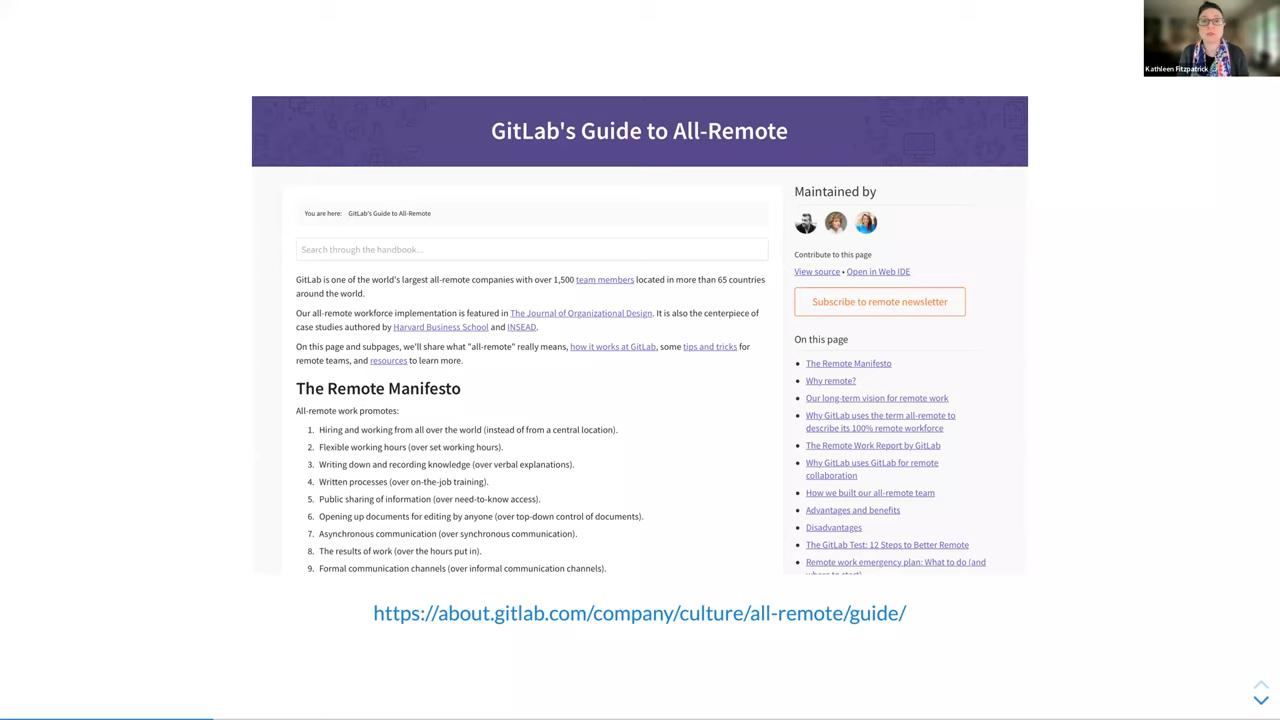 Kathleen Fitzpatrick
GitLab's Guide to All-Remote
You are here: GitLab's Guide to All-Remote
Search through the handbook...
GitLab is one of the world's largest all-remote companies with over 1,500 team members located in more than 65 countries
around the world.
Our all-remote workforce implementation is featured in The Journal of Organizational Design. It is also the centerpiece of
case studies authored by Harvard Business School and INSEAD.
On this page and subpages, we'll share what "all-remote" really means, how it works at GitLab, some tips and tricks for
remote teams, and resources to learn more.
The Remote Manifesto
All-remote work promotes:
1. Hiring and working from all over the world (instead of from a central location).
2. Flexible working hours (over set working hours).
3. Writing down and recording knowledge (over verbal explanations).
4. Written processes (over on-the-job training).
5. Public sharing of information (over need-to-know access).
6. Opening up documents for editing by anyone (over top-down control of documents).
7. Asynchronous communication (over synchronous communication).
8. The results of work (over the hours put in).
9. Formal communication channels (over informal communication channels).
Maintained by
Contribute to this page
View source • Open in Web IDE
Subscribe to remote newsletter
On this page
• The Remote Manifesto
• Why remote?
• Our long-term vision for remote work
• Why GitLab uses the term all-remote to
describe its 100% remote workforce
• The Remote Work Report by GitLab
• Why GitLab uses GitLab for remote
collaboration
• How we built our all-remote team
• Advantages and benefits
• Disadvantages
• The GitLab Test: 12 Steps to Better Remote
• Remote work emergency plan: What to do (and
where to start)
https://about.gitlab.com/company/culture/all-remote/guide/